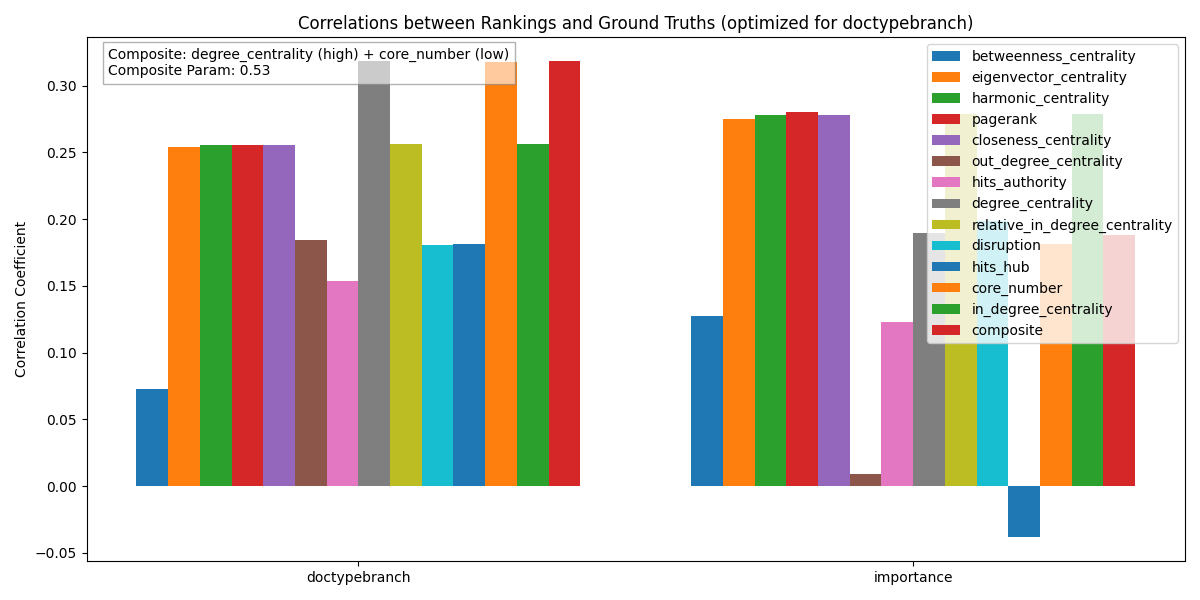 Correlations between Rankings and Ground Truths (optimized for doctypebranch)
Composite: degree_centrality (high) + core_number (low)
Composite Param: 0.53
betweenness_centrality
eigenvector_centrality
harmonic_centrality
pagerank
closeness_centrality
out_degree_centrality
hits_authority
degree_centrality
relative_in_degree_centrality
disruption
hits_hub
core_number
in_degree_centrality
composite
Correlation Coefficient
0.30
0.25
0.20
0.15
0.10
0.05
0.00
−0.05
doctypebranch
importance